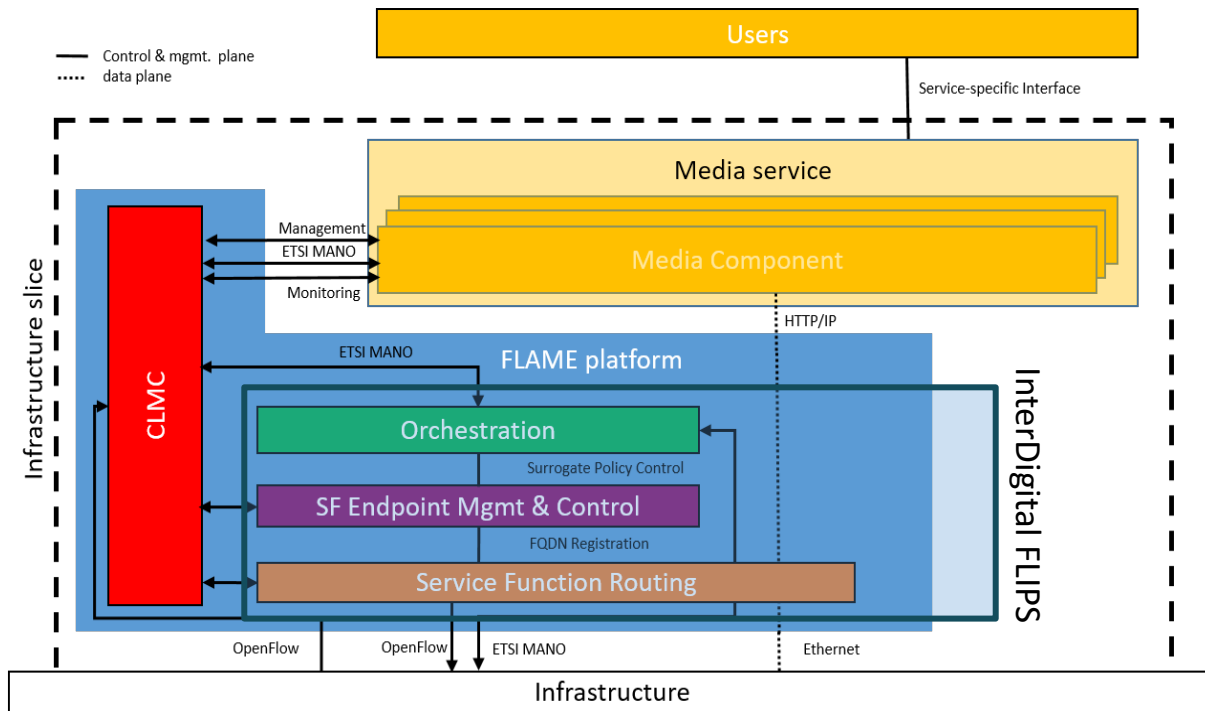 Users
Control & mgmt. plane
data plane
Service-specific Interface
Media service
Management
ETSI MANO
Monitoring
Media Component
Infrastructure slice
CLMC
HTTP/IP
ETSI MANO
FLAME platform
InterDigital FLIPS
Orchestration
Surrogate Policy Control
SF Endpoint Mgmt & Control
FQDN Registration
Service Function Routing
OpenFlow
OpenFlow
ETSI MANO
Ethernet
Infrastructure